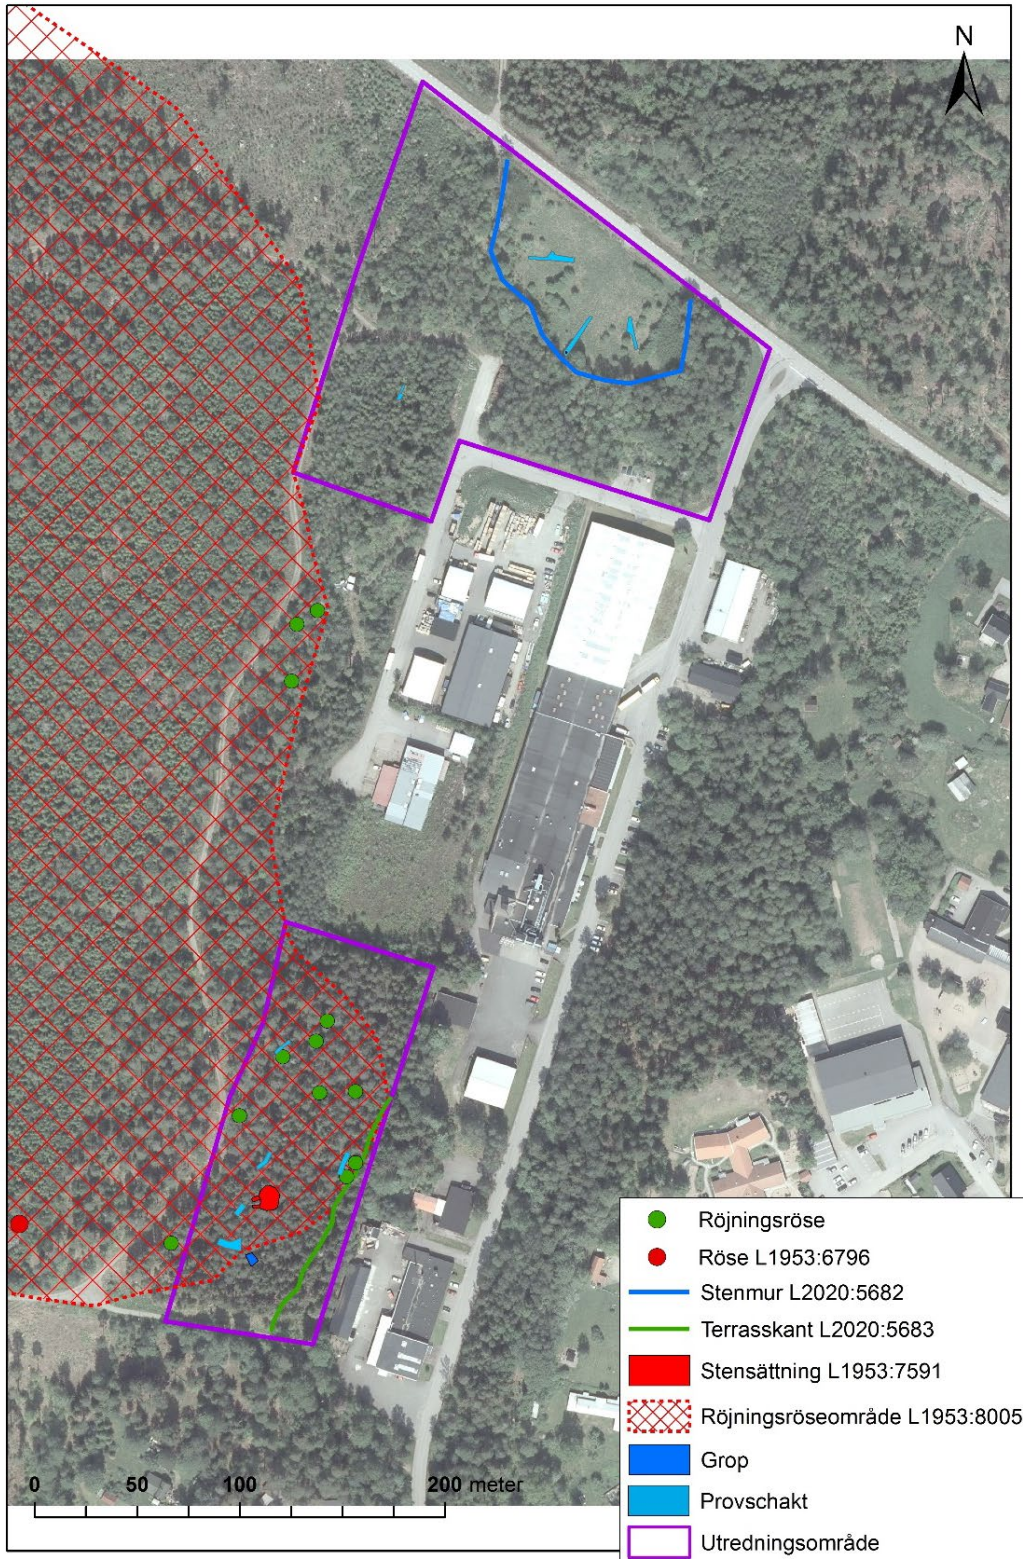 N
Röjningsröse
Röse L1953:6796
Stenmur L2020:5682
Terrasskant L2020:5683
Stensättning L1953:7591
Röjningsröseområde L1953:8005
Grop
Provschakt
Utredningsområde
0 50 100 200 meter